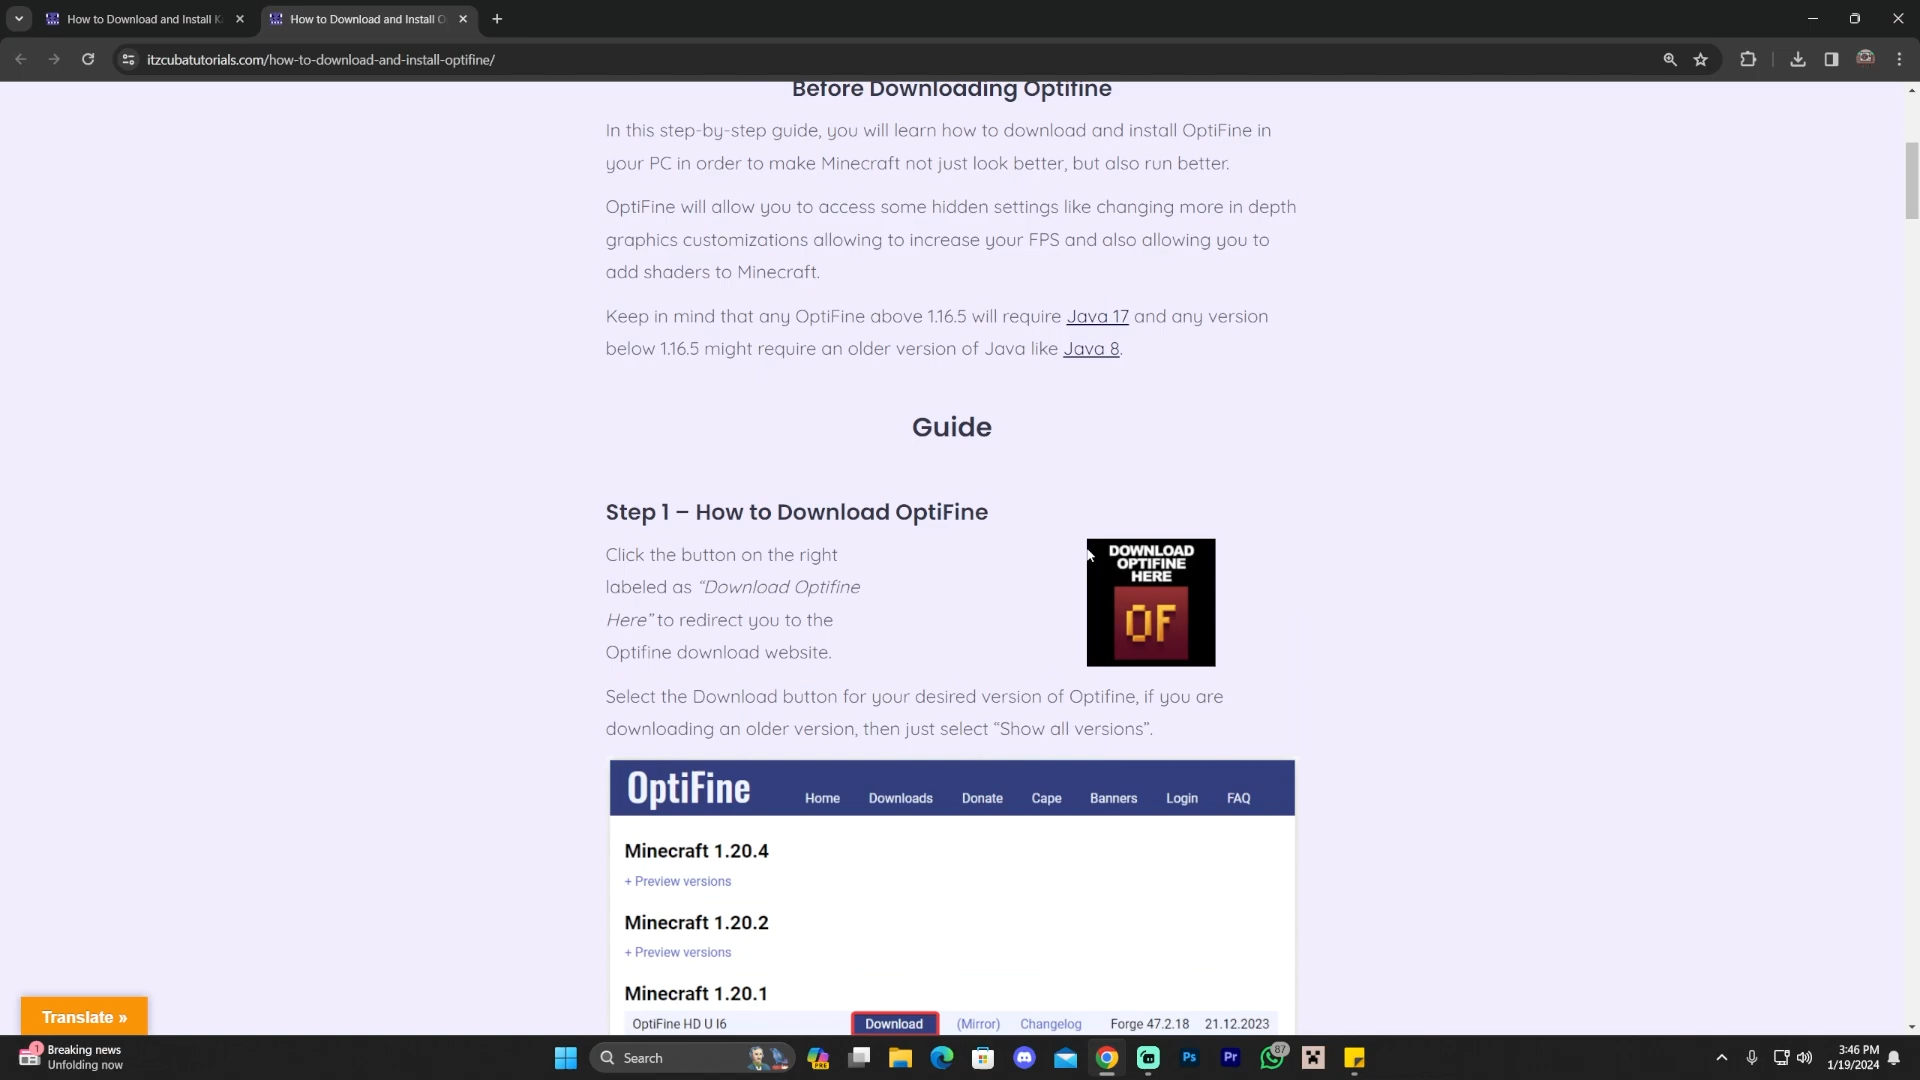 How to Download and Install K
How to Download and Install O
itzcubatutorials.com/how-to-download-and-install-optifine/
Before Downloading Optifine
In this step-by-step guide, you will learn how to download and install OptiFine in
your PC in order to make Minecraft not just look better, but also run better.
OptiFine will allow you to access some hidden settings like changing more in depth
graphics customizations allowing to increase your FPS and also allowing you to
add shaders to Minecraft.
Keep in mind that any OptiFine above 1.16.5 will require Java 17 and any version
below 1.16.5 might require an older version of Java like Java 8.
Guide
Step 1 – How to Download OptiFine
Click the button on the right
labeled as “Download Optifine
Here” to redirect you to the
Optifine download website.
DOWNLOAD
OPTIFINE
HERE
OF
Select the Download button for your desired version of Optifine, if you are
downloading an older version, then just select “Show all versions”.
OptiFine
Home Downloads Donate Cape Banners Login FAQ
Minecraft 1.20.4
+ Preview versions
Minecraft 1.20.2
+ Preview versions
Minecraft 1.20.1
OptiFine HD U I6 Download (Mirror) Changelog Forge 47.2.18 21.12.2023
Translate »
1
Breaking news
Unfolding now
Search
PRE
Ps
Pr
87
3:46 PM
1/19/2024